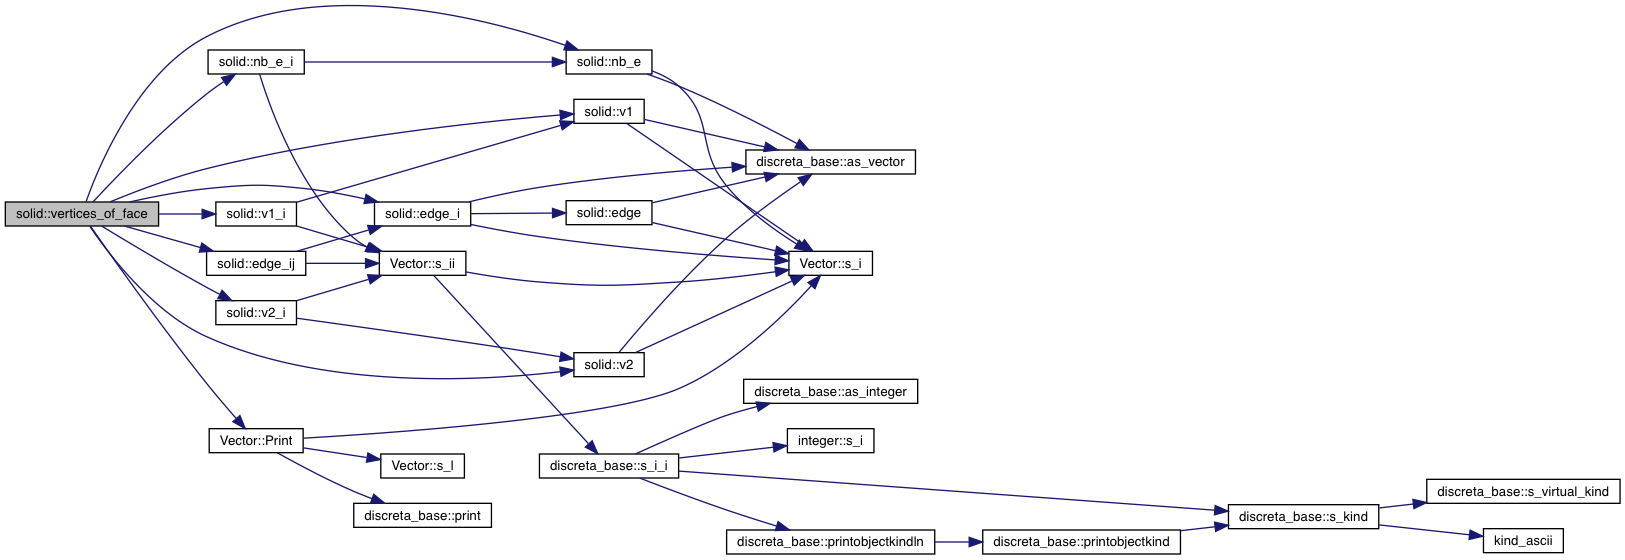 solid::vertices_of_face
solid::nb_e_i
solid::v1_i
solid::edge_ij
solid::v2_i
Vector::Print
solid::edge_i
Vector::s_ii
Vector::s_l
discreta_base::print
solid::nb_e
solid::v1
solid::edge
solid::v2
discreta_base::s_i_i
discreta_base::as_vector
Vector::s_i
discreta_base::as_integer
integer::s_i
discreta_base::printobjectkindln
discreta_base::printobjectkind
discreta_base::s_kind
discreta_base::s_virtual_kind
kind_ascii